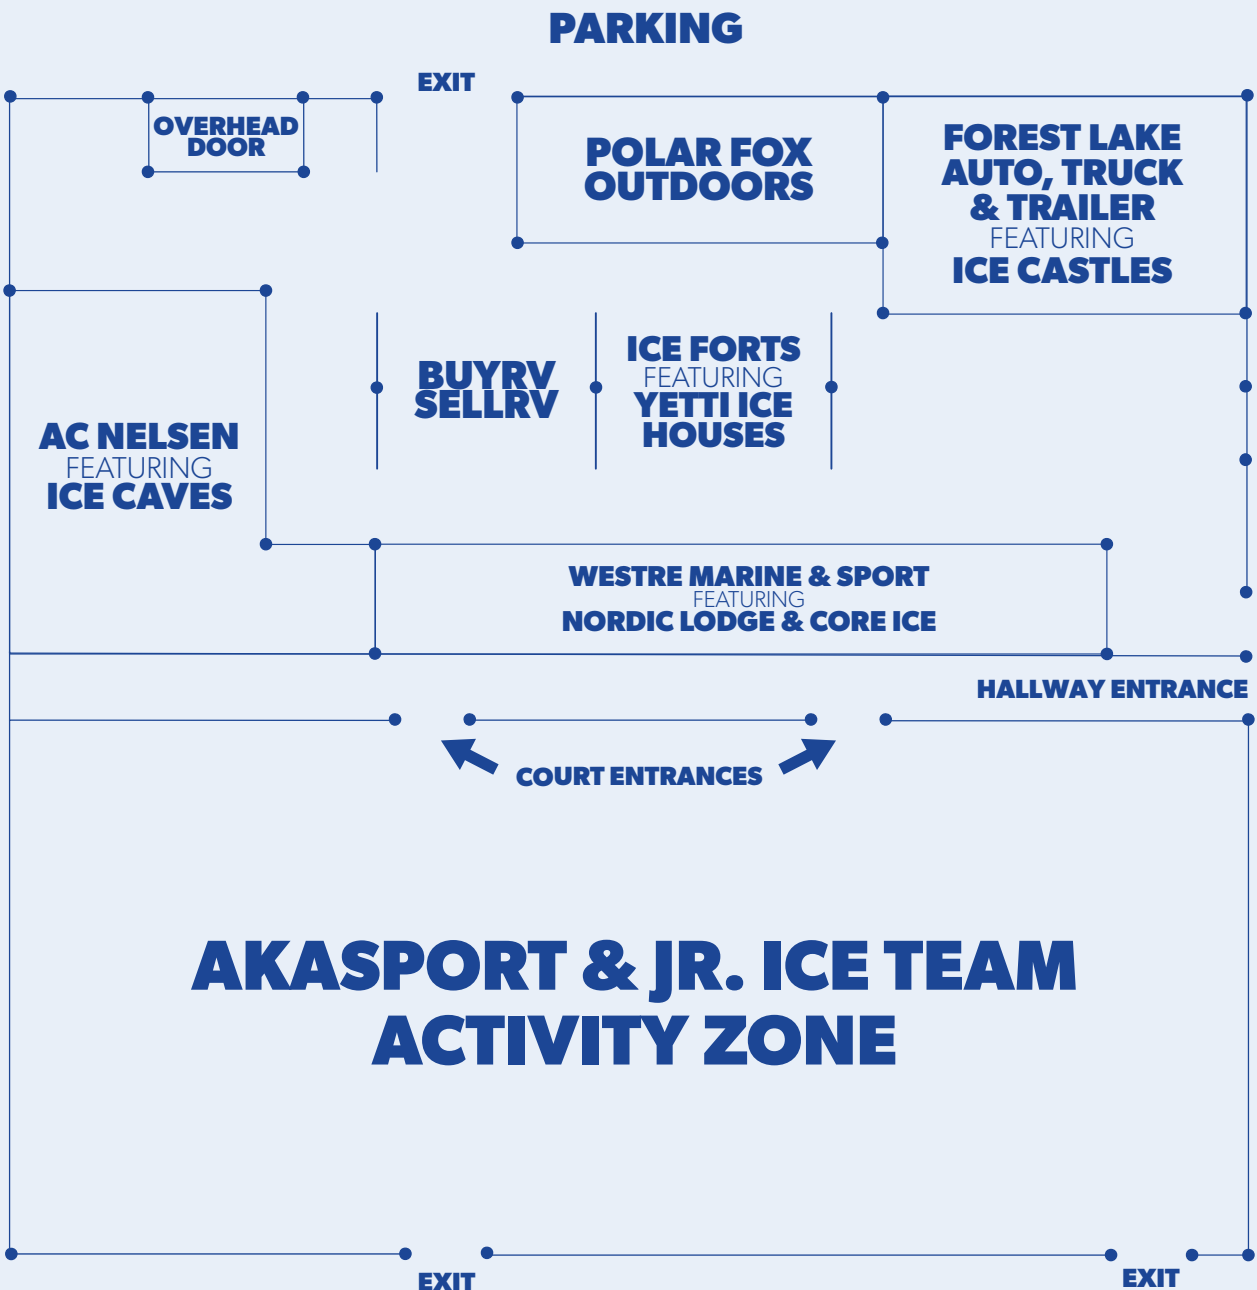 PARKING
EXIT
OVERHEAD
DOOR
POLAR FOX
OUTDOORS
FOREST LAKE
AUTO, TRUCK
& TRAILER
FEATURING
ICE CASTLES
AC NELSEN
FEATURING
ICE CAVES
BUYRV
SELLRV
ICE FORTS
FEATURING
YETTI ICE
HOUSES
WESTRE MARINE & SPORT
FEATURING
NORDIC LODGE & CORE ICE
HALLWAY ENTRANCE
COURT ENTRANCES
AKASPORT & JR. ICE TEAM
ACTIVITY ZONE
EXIT
EXIT